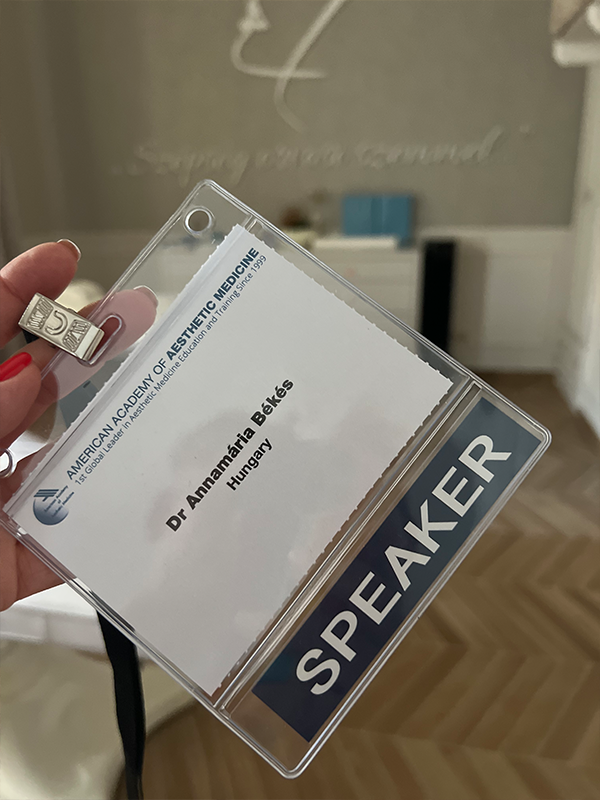 AMERICAN ACADEMY OF AESTHETIC MEDICINE
1st Global Leader in Aesthetic Medicine Education and Training Since 1999
Dr Annamária Békés
Hungary
SPEAKER